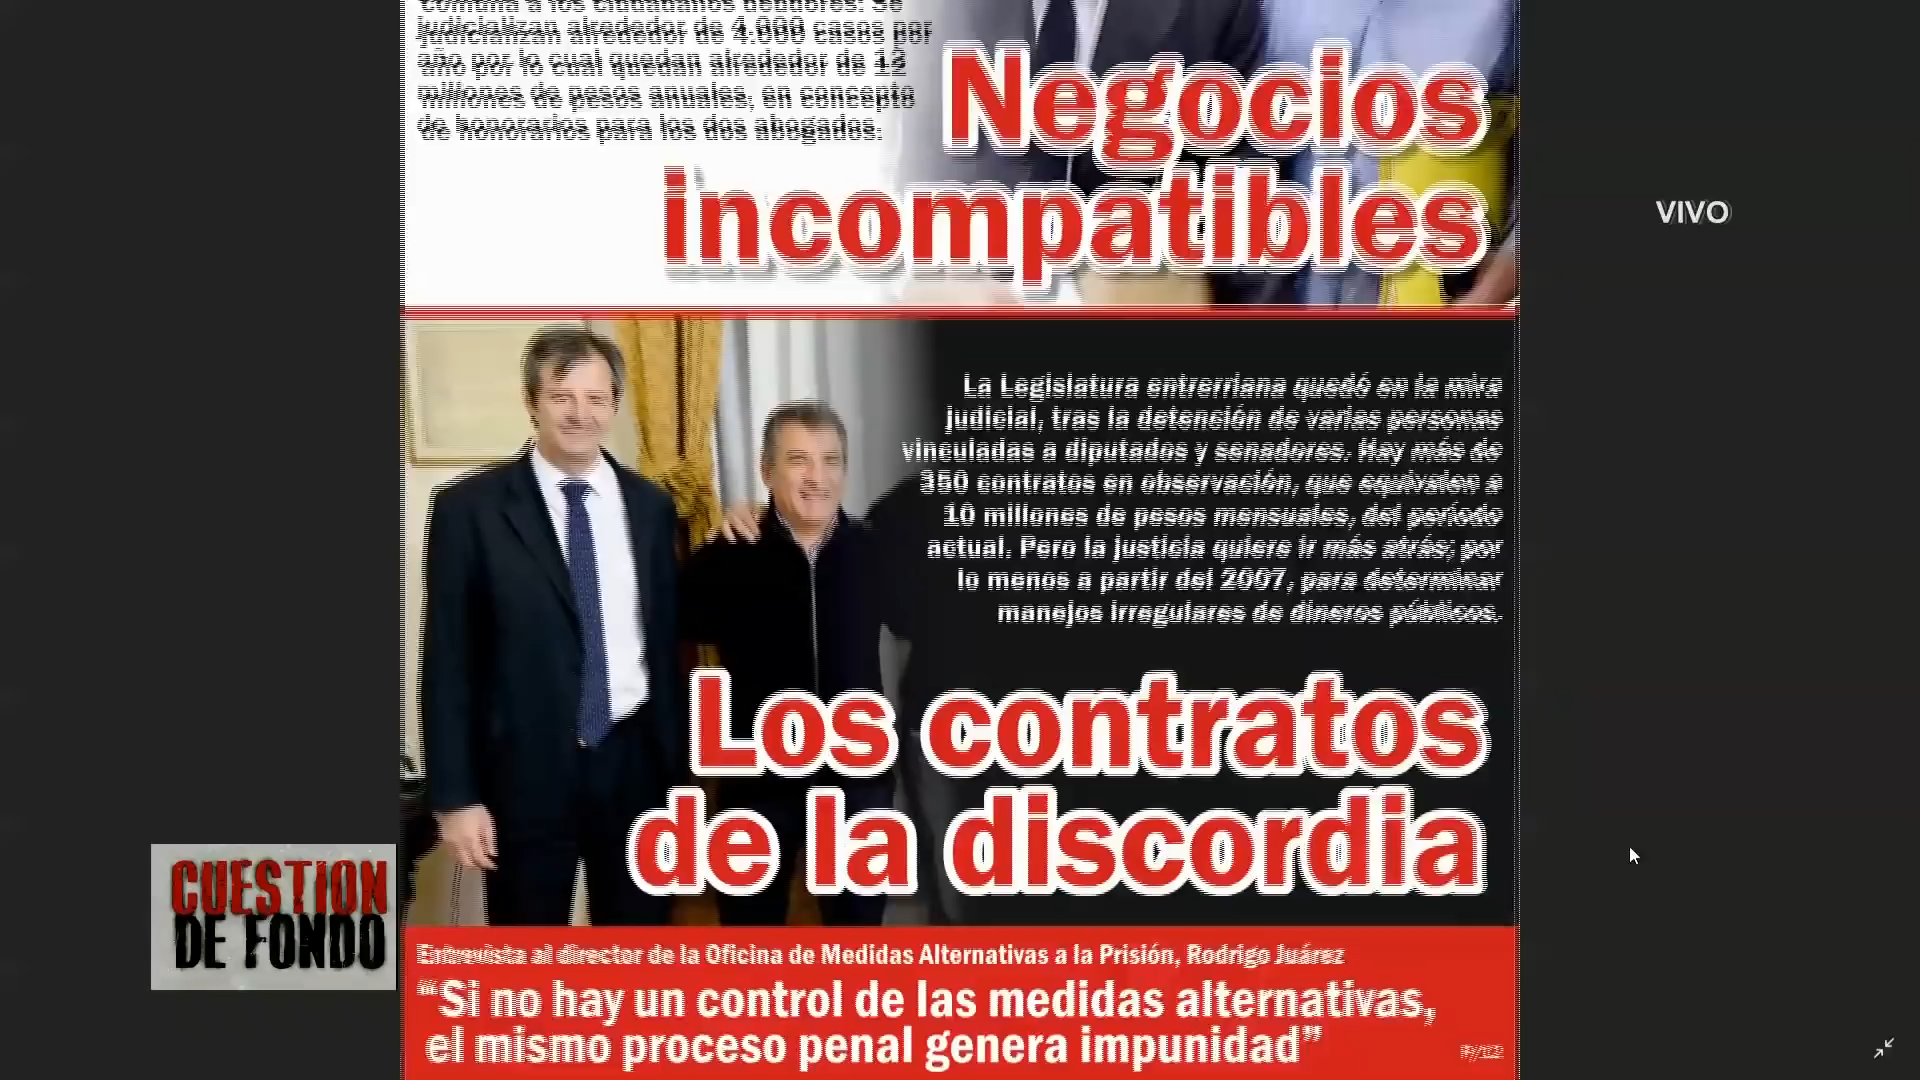 comuna a los ciudadanos deudores: Se
judicializan alrededor de 4.000 casos por
año por lo cual quedan alrededor de 12
millones de pesos anuales, en concepto
de honorarios para los dos abogados:
Negocios
incompatibles
VIVO
La Legislatura entrerriana quedó en la mira
judicial, tras la detención de varias personas
vinculadas a diputados y senadores. Hay más de
350 contratos en observación, que equivalen a
10 millones de pesos mensuales, del período
actual. Pero la justicia quiere ir más atrás; por
lo menos a partir del 2007, para determinar
manejos irregulares de dineros públicos.
Los contratos
de la discordia
CUESTION
DE FONDO
Entrevista al director de la Oficina de Medidas Alternativas a la Prisión, Rodrigo Juárez
“Si no hay un control de las medidas alternativas,
el mismo proceso penal genera impunidad”